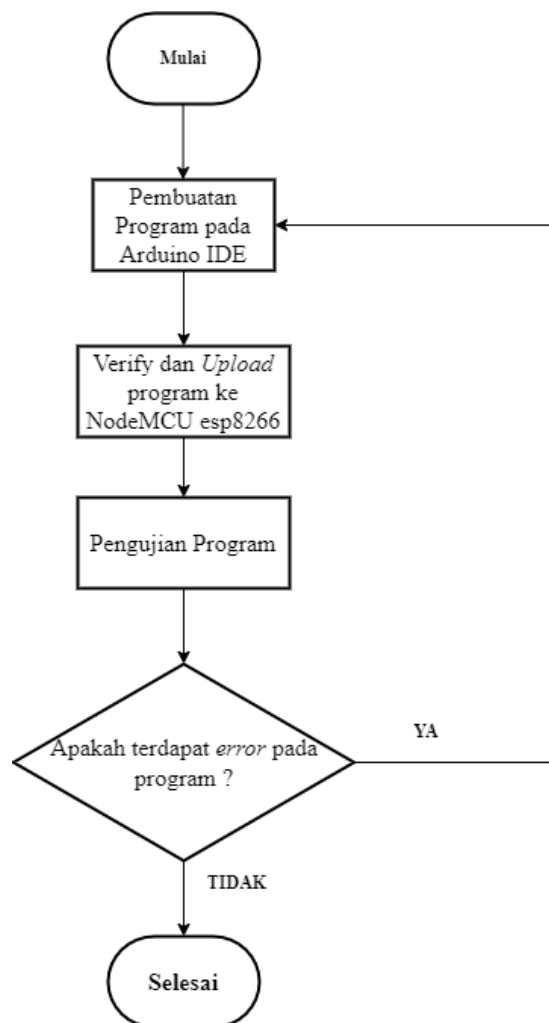 Mulai
Pembuatan
Program pada
Arduino IDE
Verify dan Upload
program ke
NodeMCU esp8266
Pengujian Program
Apakah terdapat error pada
program ?
YA
TIDAK
Selesai